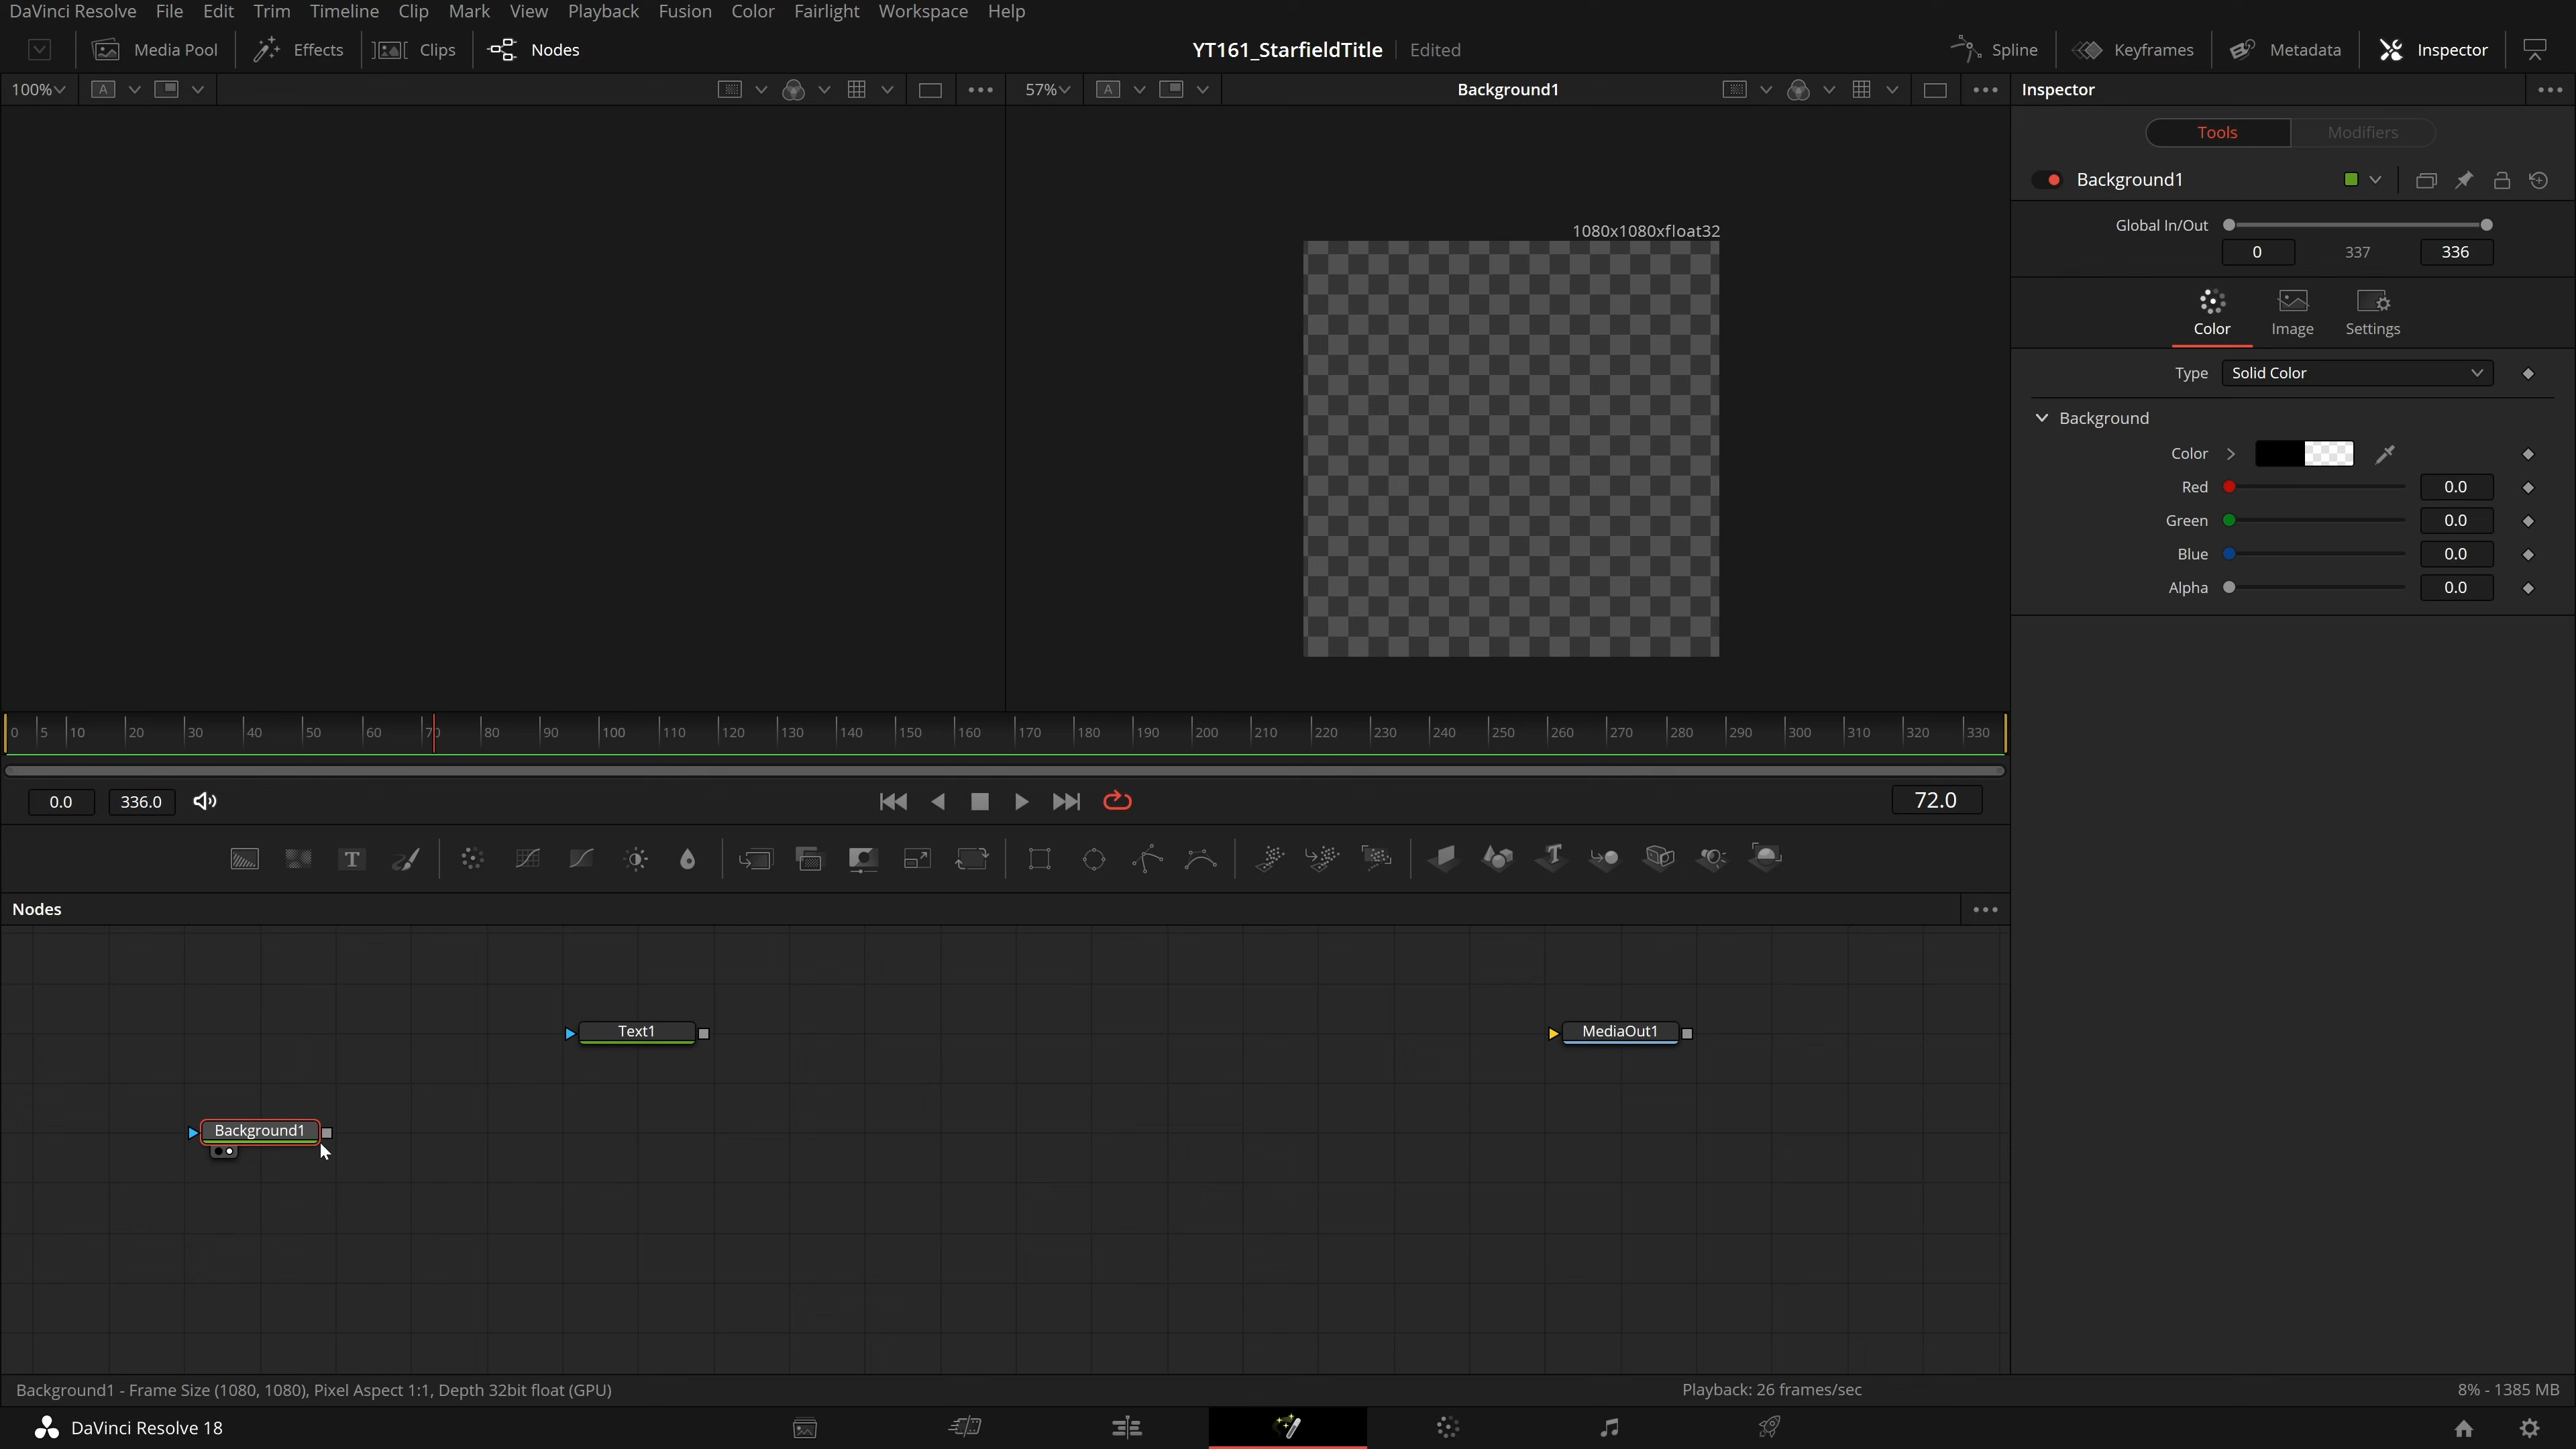 DaVinci Resolve File Edit Trim Timeline Clip Mark View Playback Fusion Color Fairlight Workspace Help
Media Pool Effects Clips Nodes YT161_StarfieldTitle Edited Spline Keyframes Metadata Inspector
100% A 57% A Background1 Inspector
Tools Modifiers
Background1
Global In/Out
0 337 336
1080x1080xfloat32
Color Image Settings
Type Solid Color
Background
Color
Red 0.0
Green 0.0
Blue 0.0
Alpha 0.0
0 5 10 20 30 40 50 60 70 80 90 100 110 120 130 140 150 160 170 180 190 200 210 220 230 240 250 260 270 280 290 300 310 320 330
0.0 336.0 72.0
T
Nodes
Text1 MediaOut1
Background1
Background1 - Frame Size (1080, 1080), Pixel Aspect 1:1, Depth 32bit float (GPU) Playback: 26 frames/sec 8% - 1385 MB
DaVinci Resolve 18